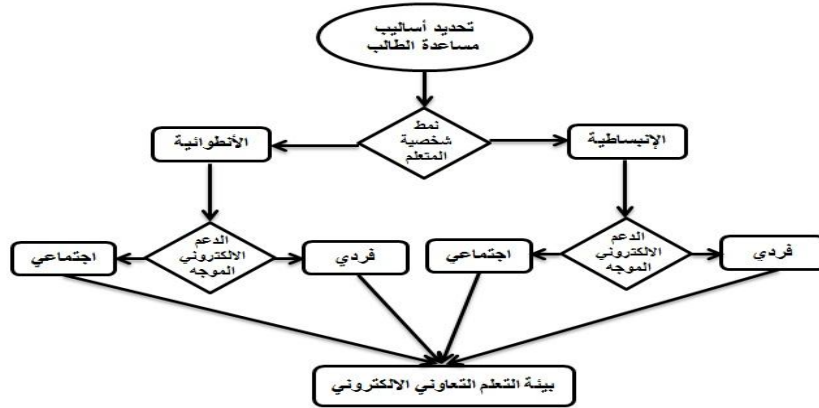 تحديد أساليب
مساعدة الطالب
نمط
شخصية
المتعلم
الإنبساطية
الأنطوائية
الدعم
الالكتروني
الموجه
فردي
اجتماعي
الدعم
الالكتروني
الموجه
فردي
اجتماعي
بيئة التعلم التعاوني الالكتروني